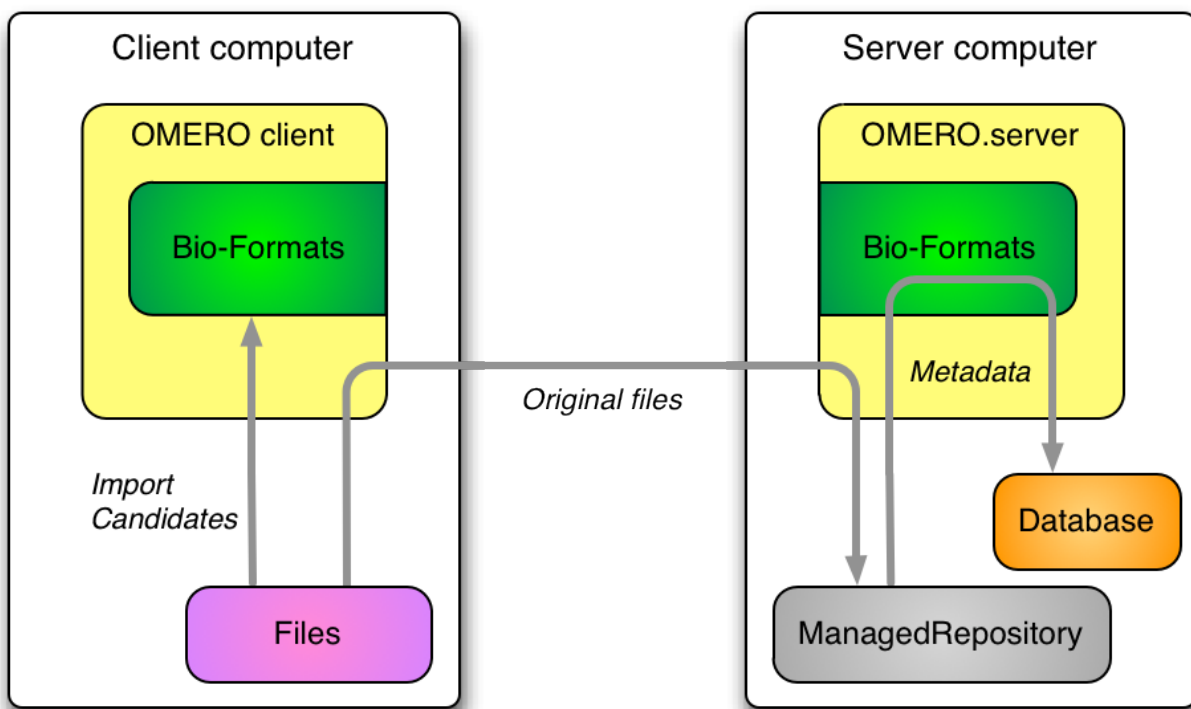 Client computer
OMERO client
Bio-Formats
Import
Candidates
Files
Original files
Server computer
OMERO.server
Bio-Formats
Metadata
Database
ManagedRepository